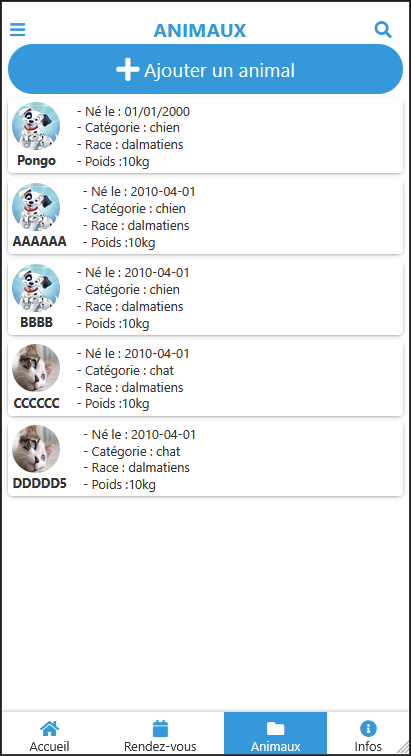 ANIMAUX
Ajouter un animal
- Né le : 01/01/2000
- Catégorie : chien
- Race : dalmatiens
- Poids :10kg
Pongo
- Né le : 2010-04-01
- Catégorie : chien
- Race : dalmatiens
- Poids :10kg
AAAAAA
- Né le : 2010-04-01
- Catégorie : chien
- Race : dalmatiens
- Poids :10kg
BBBB
- Né le : 2010-04-01
- Catégorie : chat
- Race : dalmatiens
- Poids :10kg
CCCCCC
- Né le : 2010-04-01
- Catégorie : chat
- Race : dalmatiens
- Poids :10kg
DDDDD5
Accueil
Rendez-vous
Animaux
Infos